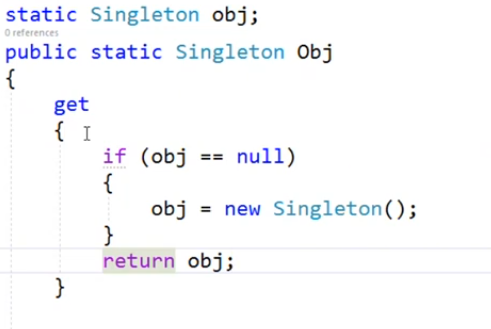 static Singleton obj;
0 references
public static Singleton Obj
{
get
{
if (obj == null)
{
obj = new Singleton();
}
return obj;
}